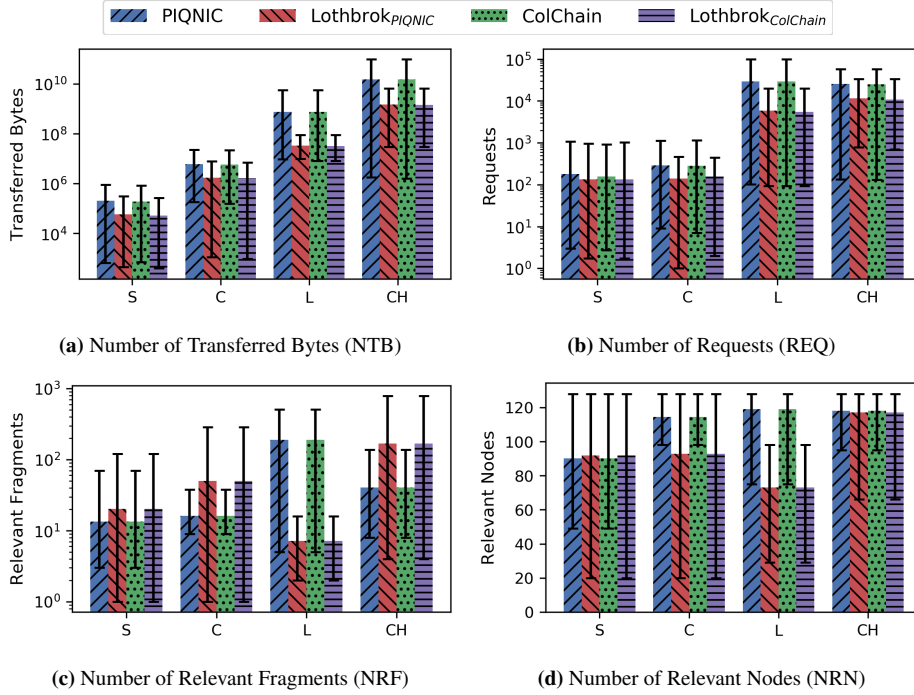 PIQNIC Lothbrok_PIQNIC ColChain Lothbrok_ColChain
Transferred Bytes
10^10
10^8
10^6
10^4
S C L CH
(a) Number of Transferred Bytes (NTB)
Requests
10^5
10^4
10^3
10^2
10^1
10^0
S C L CH
(b) Number of Requests (REQ)
Relevant Fragments
10^3
10^2
10^1
10^0
S C L CH
(c) Number of Relevant Fragments (NRF)
Relevant Nodes
120
100
80
60
40
20
0
S C L CH
(d) Number of Relevant Nodes (NRN)